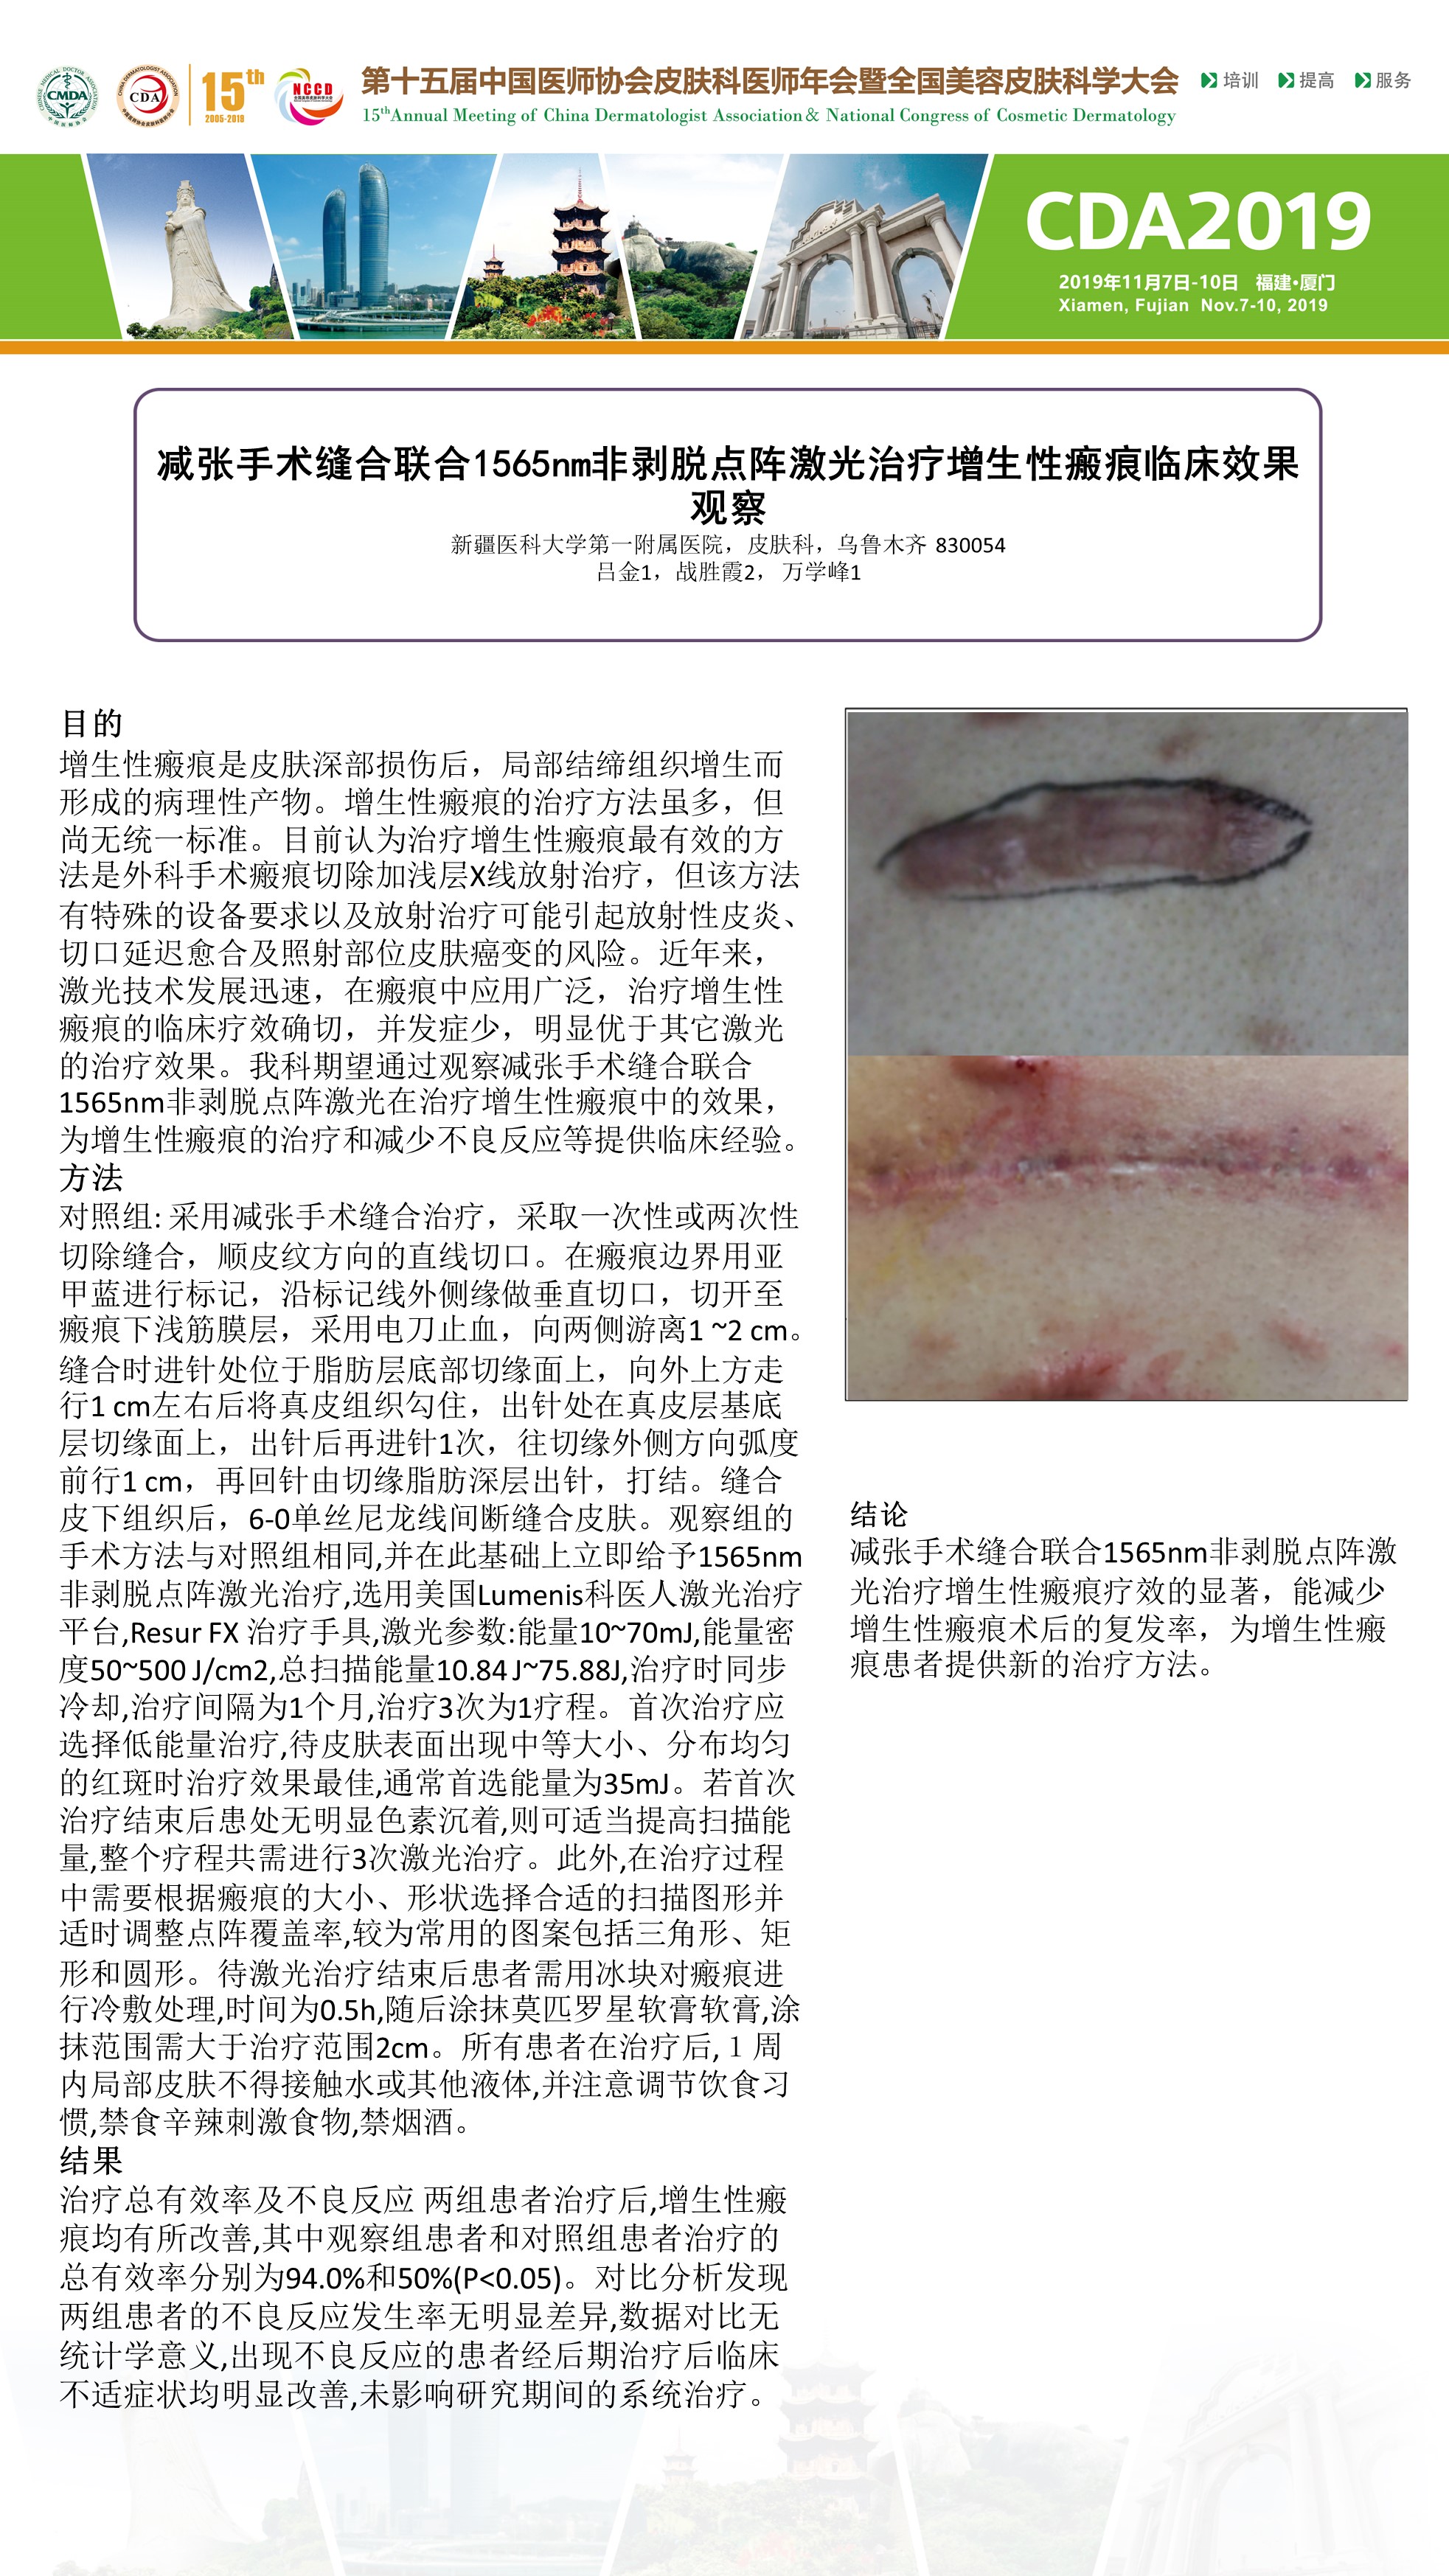 CMDA
CDA
15th
2005-2019
NCCD
第十五届中国医师协会皮肤科医师年会暨全国美容皮肤科学大会
15thAnnual Meeting of China Dermatologist Association& National Congress of Cosmetic Dermatology
培训 提高 服务
CDA2019
2019年11月7日-10日 福建•厦门
Xiamen, Fujian Nov.7-10, 2019
减张手术缝合联合1565nm非剥脱点阵激光治疗增生性瘢痕临床效果
观察
新疆医科大学第一附属医院，皮肤科，乌鲁木齐 830054
吕金1，战胜霞2， 万学峰1
目的
增生性瘢痕是皮肤深部损伤后，局部结缔组织增生而
形成的病理性产物。增生性瘢痕的治疗方法虽多，但
尚无统一标准。目前认为治疗增生性瘢痕最有效的方
法是外科手术瘢痕切除加浅层X线放射治疗，但该方法
有特殊的设备要求以及放射治疗可能引起放射性皮炎、
切口延迟愈合及照射部位皮肤癌变的风险。近年来，
激光技术发展迅速，在瘢痕中应用广泛，治疗增生性
瘢痕的临床疗效确切，并发症少，明显优于其它激光
的治疗效果。我科期望通过观察减张手术缝合联合
1565nm非剥脱点阵激光在治疗增生性瘢痕中的效果，
为增生性瘢痕的治疗和减少不良反应等提供临床经验。
方法
对照组: 采用减张手术缝合治疗，采取一次性或两次性
切除缝合，顺皮纹方向的直线切口。在瘢痕边界用亚
甲蓝进行标记，沿标记线外侧缘做垂直切口，切开至
瘢痕下浅筋膜层，采用电刀止血，向两侧游离1 ~2 cm。
缝合时进针处位于脂肪层底部切缘面上，向外上方走
行1 cm左右后将真皮组织勾住，出针处在真皮层基底
层切缘面上，出针后再进针1次，往切缘外侧方向弧度
前行1 cm，再回针由切缘脂肪深层出针，打结。缝合
皮下组织后，6-0单丝尼龙线间断缝合皮肤。观察组的
手术方法与对照组相同,并在此基础上立即给予1565nm
非剥脱点阵激光治疗,选用美国Lumenis科医人激光治疗
平台,Resur FX 治疗手具,激光参数:能量10~70mJ,能量密
度50~500 J/cm2,总扫描能量10.84 J~75.88J,治疗时同步
冷却,治疗间隔为1个月,治疗3次为1疗程。首次治疗应
选择低能量治疗,待皮肤表面出现中等大小、分布均匀
的红斑时治疗效果最佳,通常首选能量为35mJ。若首次
治疗结束后患处无明显色素沉着,则可适当提高扫描能
量,整个疗程共需进行3次激光治疗。此外,在治疗过程
中需要根据瘢痕的大小、形状选择合适的扫描图形并
适时调整点阵覆盖率,较为常用的图案包括三角形、矩
形和圆形。待激光治疗结束后患者需用冰块对瘢痕进
行冷敷处理,时间为0.5h,随后涂抹莫匹罗星软膏软膏,涂
抹范围需大于治疗范围2cm。所有患者在治疗后, 1 周
内局部皮肤不得接触水或其他液体,并注意调节饮食习
惯,禁食辛辣刺激食物,禁烟酒。
结果
治疗总有效率及不良反应 两组患者治疗后,增生性瘢
痕均有所改善,其中观察组患者和对照组患者治疗的
总有效率分别为94.0%和50%(P<0.05)。对比分析发现
两组患者的不良反应发生率无明显差异,数据对比无
统计学意义,出现不良反应的患者经后期治疗后临床
不适症状均明显改善,未影响研究期间的系统治疗。
结论
减张手术缝合联合1565nm非剥脱点阵激
光治疗增生性瘢痕疗效的显著，能减少
增生性瘢痕术后的复发率，为增生性瘢
痕患者提供新的治疗方法。